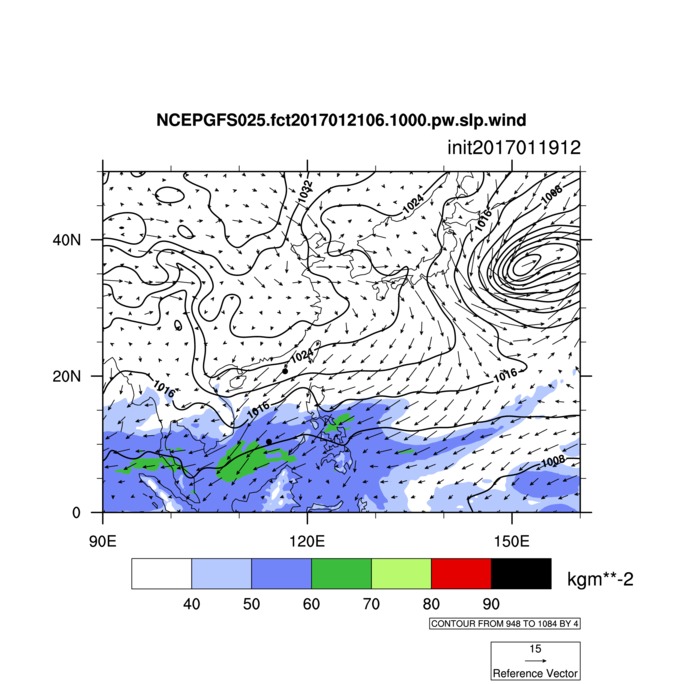 NCEPGFS025.fct2017012106.1000.pw.slp.wind
init2017011912
1032
1024
1016
1008
40N
1024
20N
1016
1016
1016
1008
0
90E 120E 150E
kgm**-2
40 50 60 70 80 90
CONTOUR FROM 948 TO 1084 BY 4
15
Reference Vector